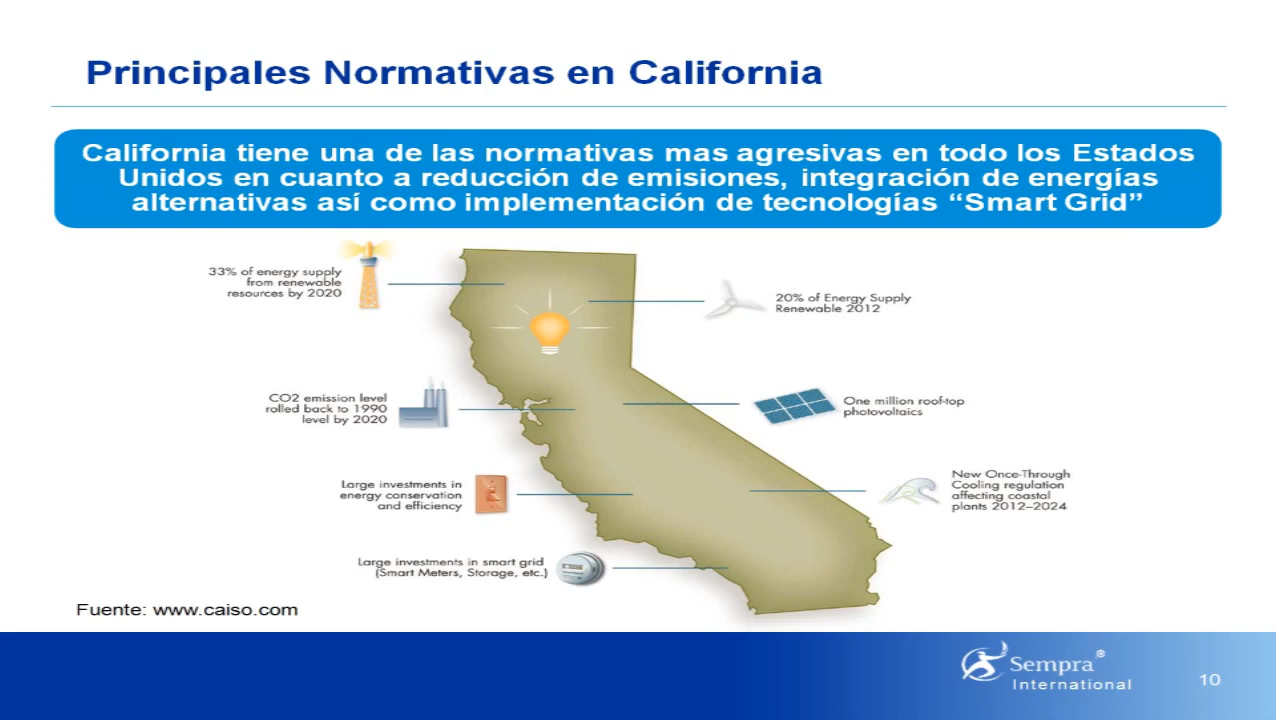 Principales Normativas en California
California tiene una de las normativas mas agresivas en todo los Estados
Unidos en cuanto a reducción de emisiones, integración de energías
alternativas así como implementación de tecnologías “Smart Grid”
33% of energy supply
from renewable
resources by 2020
20% of Energy Supply
Renewable 2012
CO2 emission level
rolled back to 1990
level by 2020
One million roof-top
photovoltaics
Large investments in
energy conservation
and efficiency
New Once-Through
Cooling regulation
affecting coastal
plants 2012–2024
Large investments in smart grid
(Smart Meters, Storage, etc.)
Fuente: www.caiso.com
Sempra®
International
10